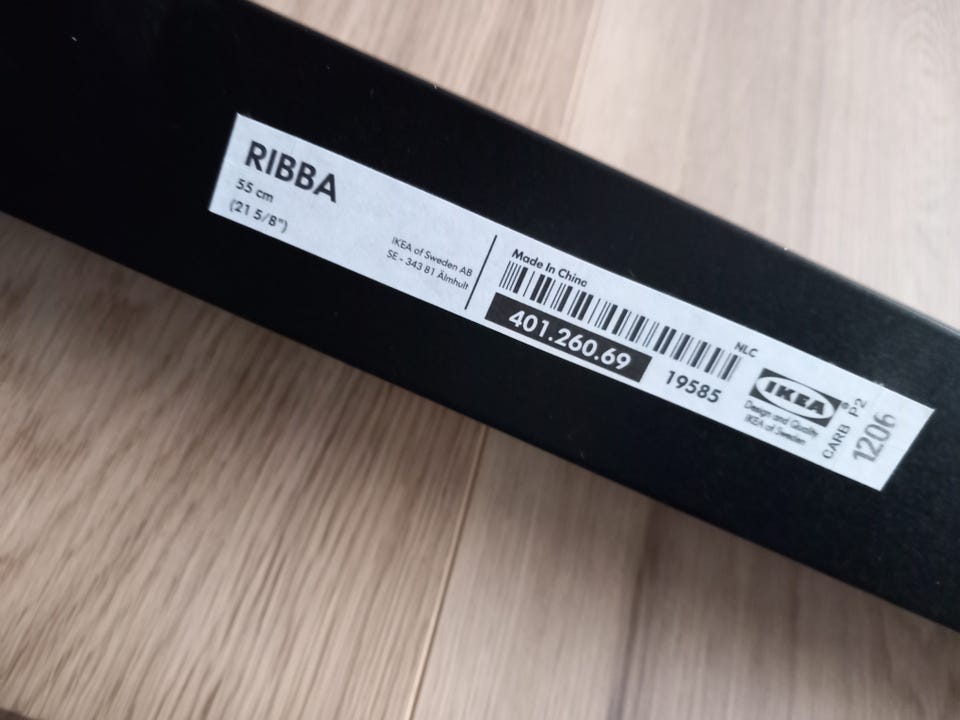 RIBBA
55 cm
(21 5/8")
IKEA of Sweden AB
SE - 343 81 Älmhult
Made in China
401.260.69
19585
NLC
IKEA®
Design and Quality
IKEA of Sweden
CARB P2
1206